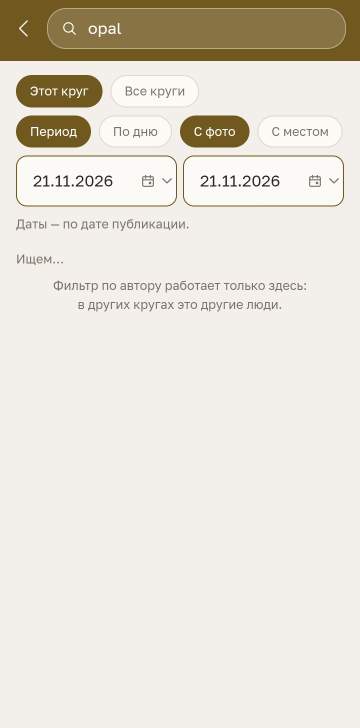 opal
Этот круг
Все круги
Период
По дню
С фото
С местом
21.11.2026
21.11.2026
Даты — по дате публикации.
Ищем...
Фильтр по автору работает только здесь:
в других кругах это другие люди.